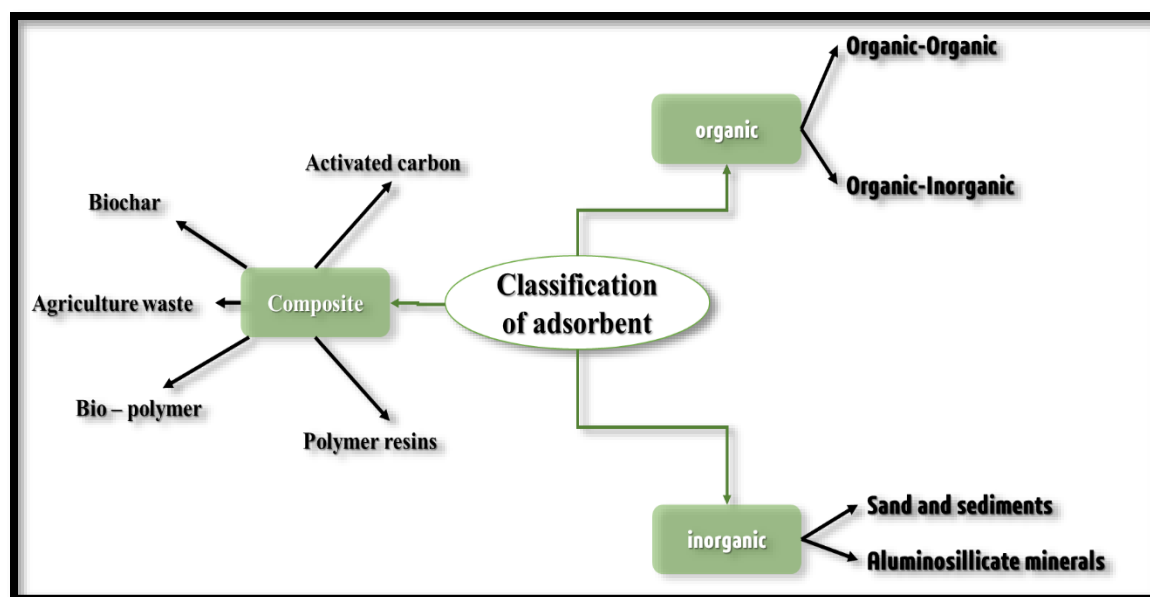 Organic-Organic
organic
Organic-Inorganic
Activated carbon
Biochar
Agriculture waste
Composite
Bio – polymer
Polymer resins
Classification
of adsorbent
inorganic
Sand and sediments
Aluminosillicate minerals